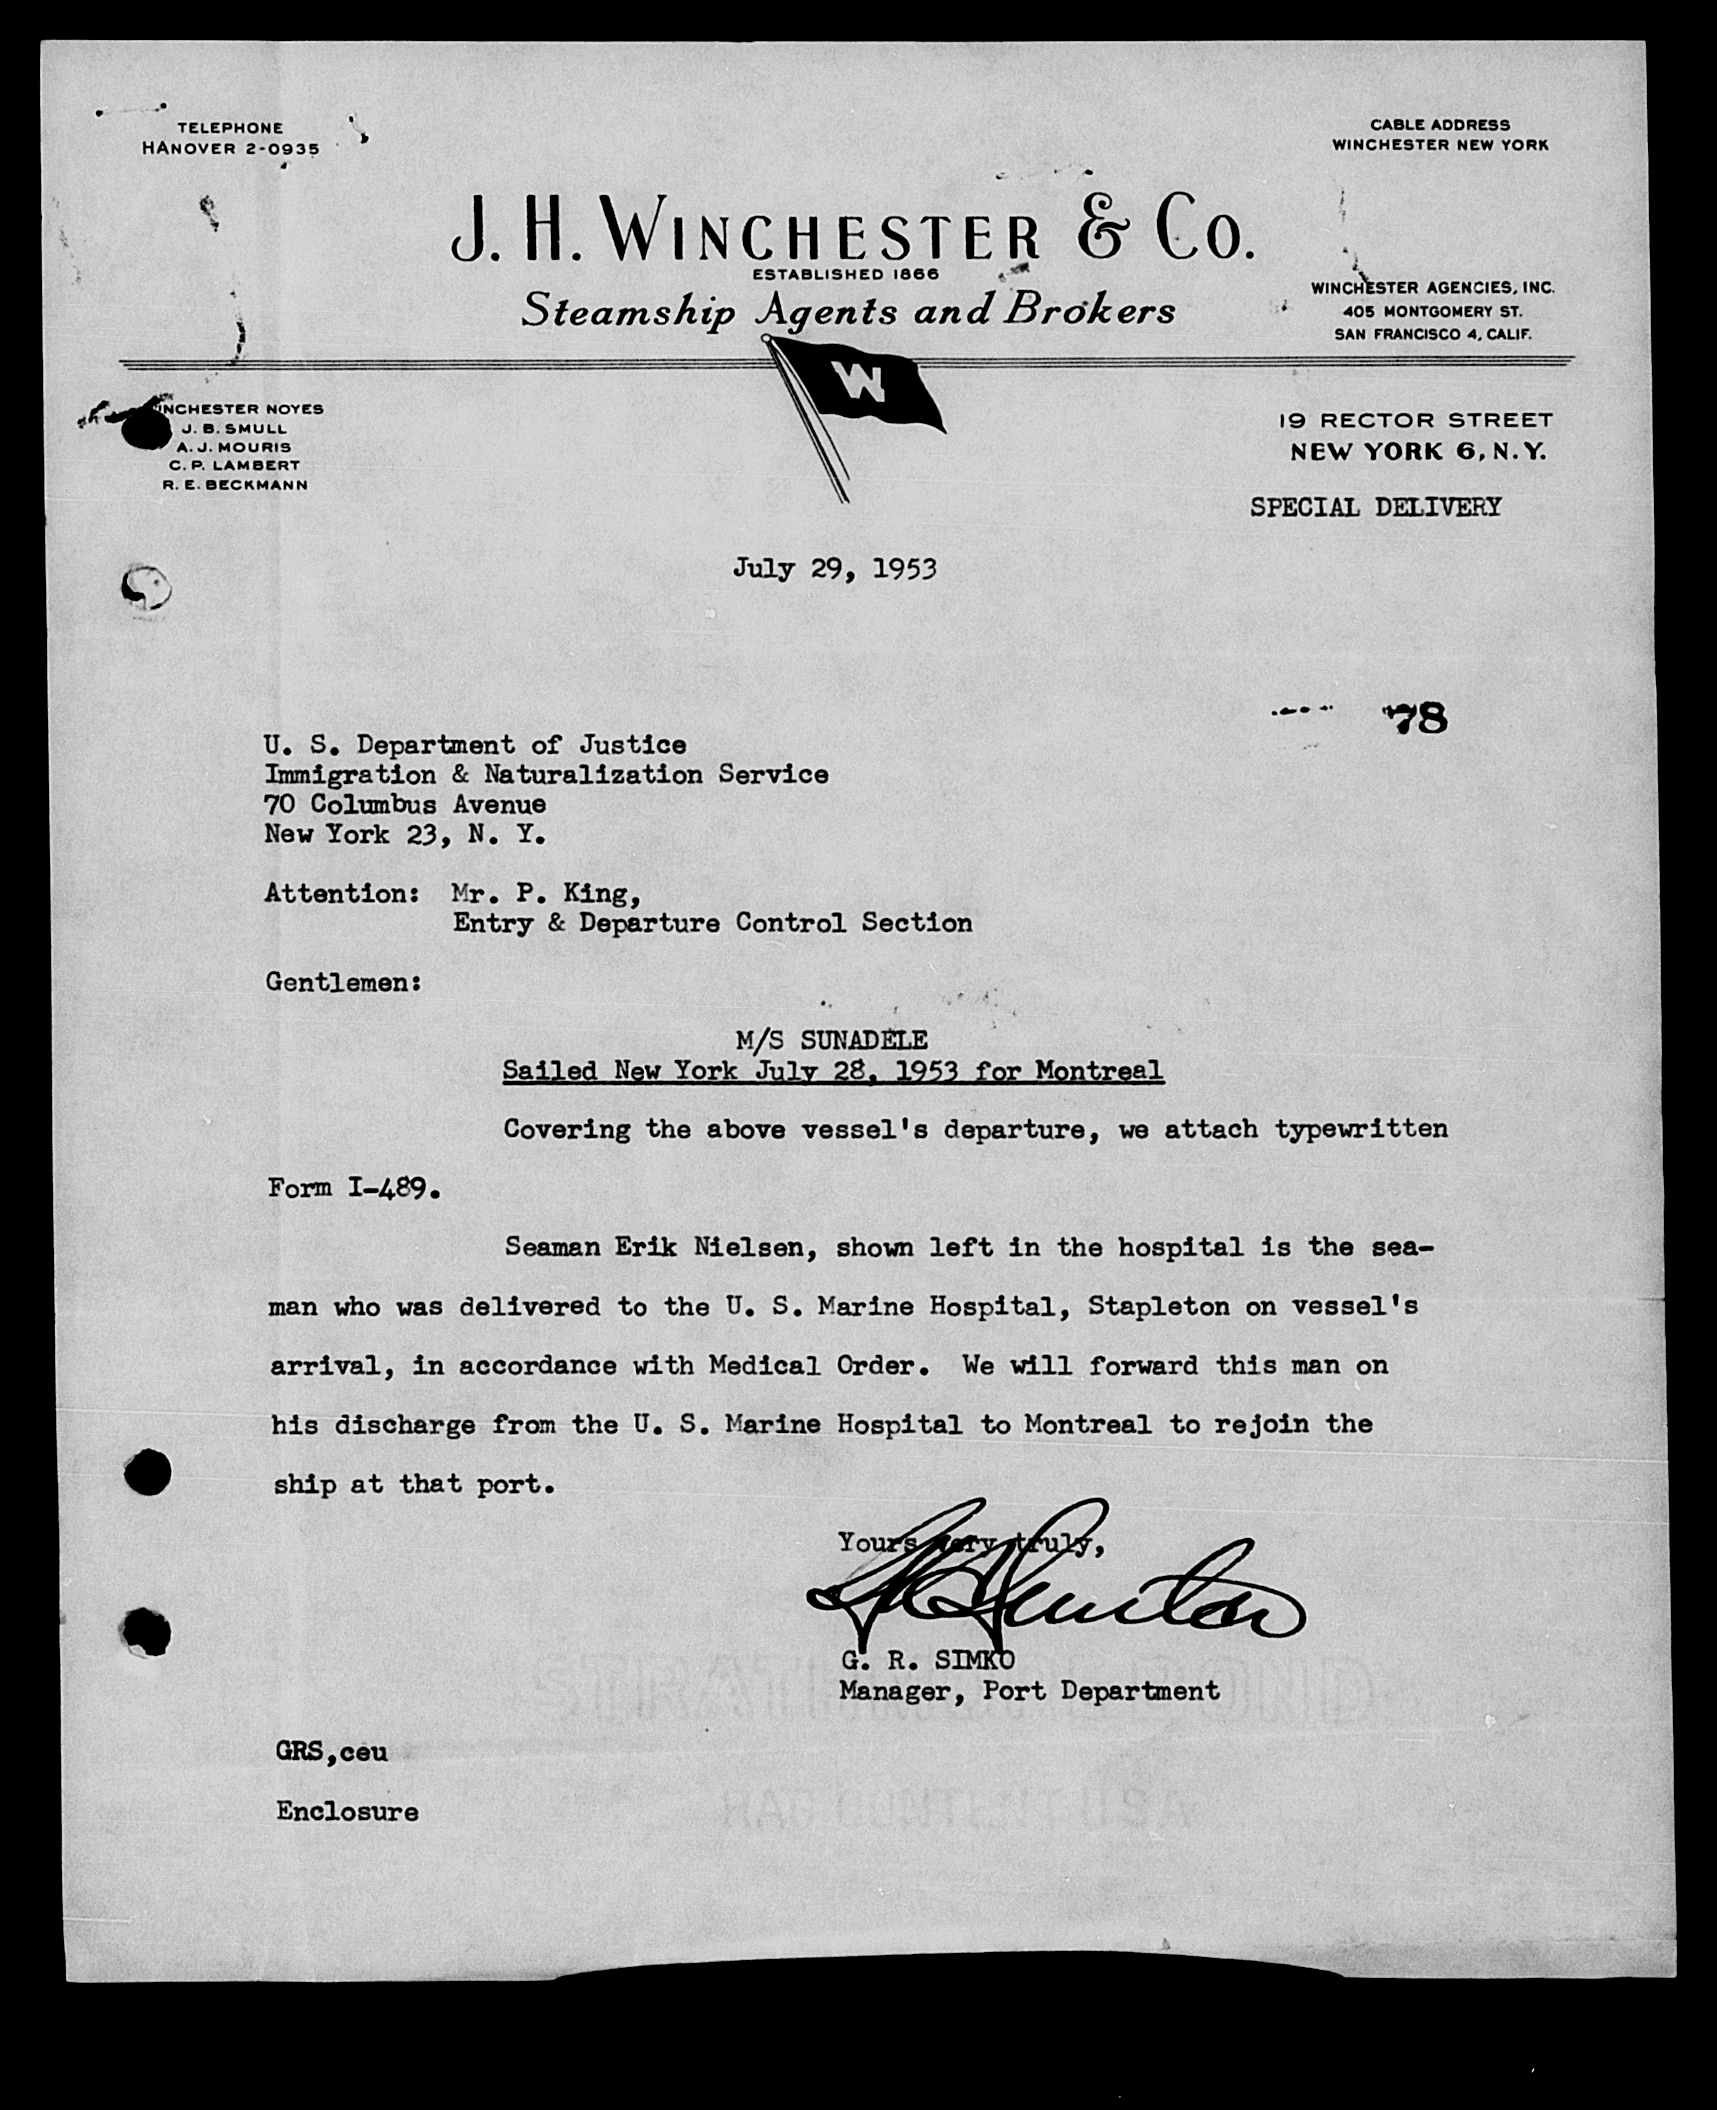 TELEPHONE
HANOVER 2-0935
CABLE ADDRESS
WINCHESTER NEW YORK
J. H. WINCHESTER & CO.
ESTABLISHED 1866
Steamship Agents and Brokers
WINCHESTER AGENCIES, INC.
405 MONTGOMERY ST.
SAN FRANCISCO 4, CALIF.
W
NOYES
J. B. SMULL
A. J. MOURIS
C. P. LAMBERT
R. E. BECKMANN
19 RECTOR STREET
NEW YORK 6, N. Y.
SPECIAL DELIVERY
July 29, 1953
78
U. S. Department of Justice
Immigration & Naturalization Service
70 Columbus Avenue
New York 23, N. Y.
Attention: Mr. P. King,
Entry & Departure Control Section
Gentlemen:
M/S SUNADELE
Sailed New York July 28, 1953 for Montreal
Covering the above vessel's departure, we attach typewritten
Form I-489.
Seaman Erik Nielsen, shown left in the hospital is the sea-
man who was delivered to the U. S. Marine Hospital, Stapleton on vessel's
arrival, in accordance with Medical Order. We will forward this man on
his discharge from the U. S. Marine Hospital to Montreal to rejoin the
ship at that port.
Yours very truly,
G. R. SIMKO
Manager, Port Department
GRS,ceu
Enclosure